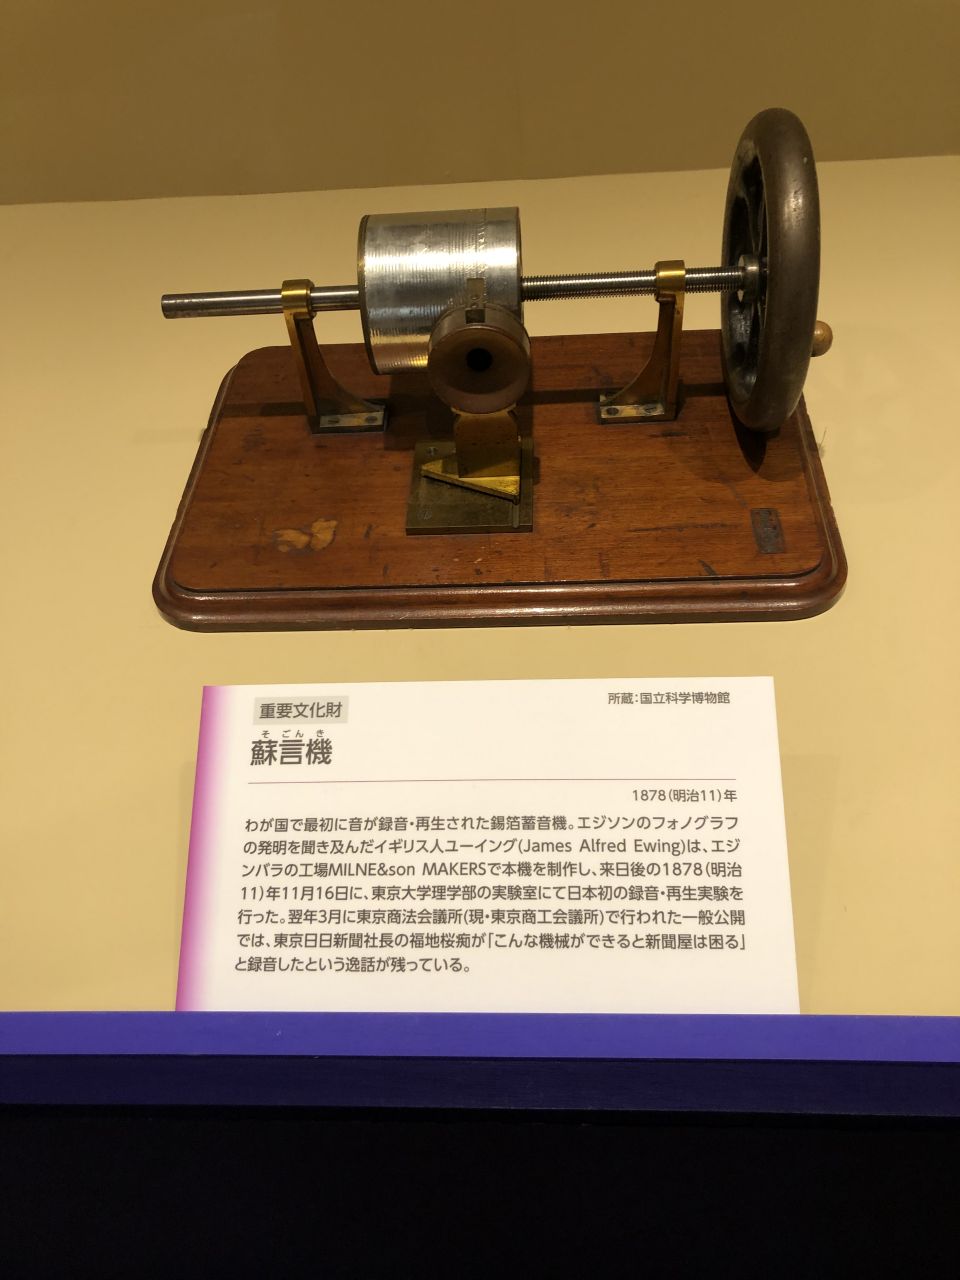 重要文化財
所蔵：国立科学博物館
そごんき
蘇言機
1878（明治11）年
わが国で最初に音が録音・再生された錫箔蓄音機。エジソンのフォノグラフ
の発明を聞き及んだイギリス人ユーイング(James Alfred Ewing)は、エジ
ンバラの工場MILNE&son MAKERSで本機を制作し、来日後の1878（明治
11）年11月16日に、東京大学理学部の実験室にて日本初の録音・再生実験を
行った。翌年3月に東京商法会議所(現・東京商工会議所)で行われた一般公開
では、東京日日新聞社長の福地桜痴が「こんな機械ができると新聞屋は困る」
と録音したという逸話が残っている。